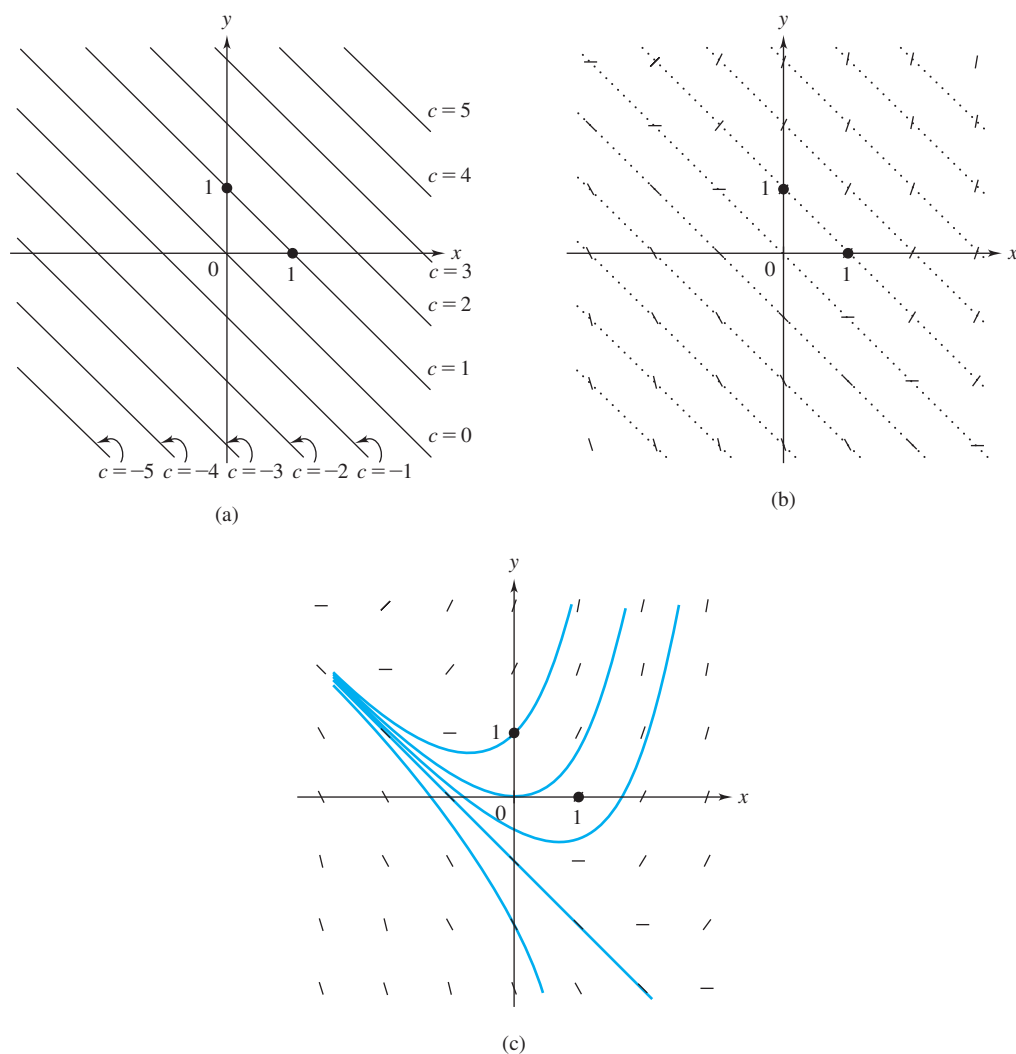 y
c = 5
c = 4
1
x
0
1
c = 3
c = 2
c = 1
c = 0
c = −5 c = −4 c = −3 c = −2 c = −1
(a)
y
1
x
0
1
(b)
y
1
x
0
1
(c)